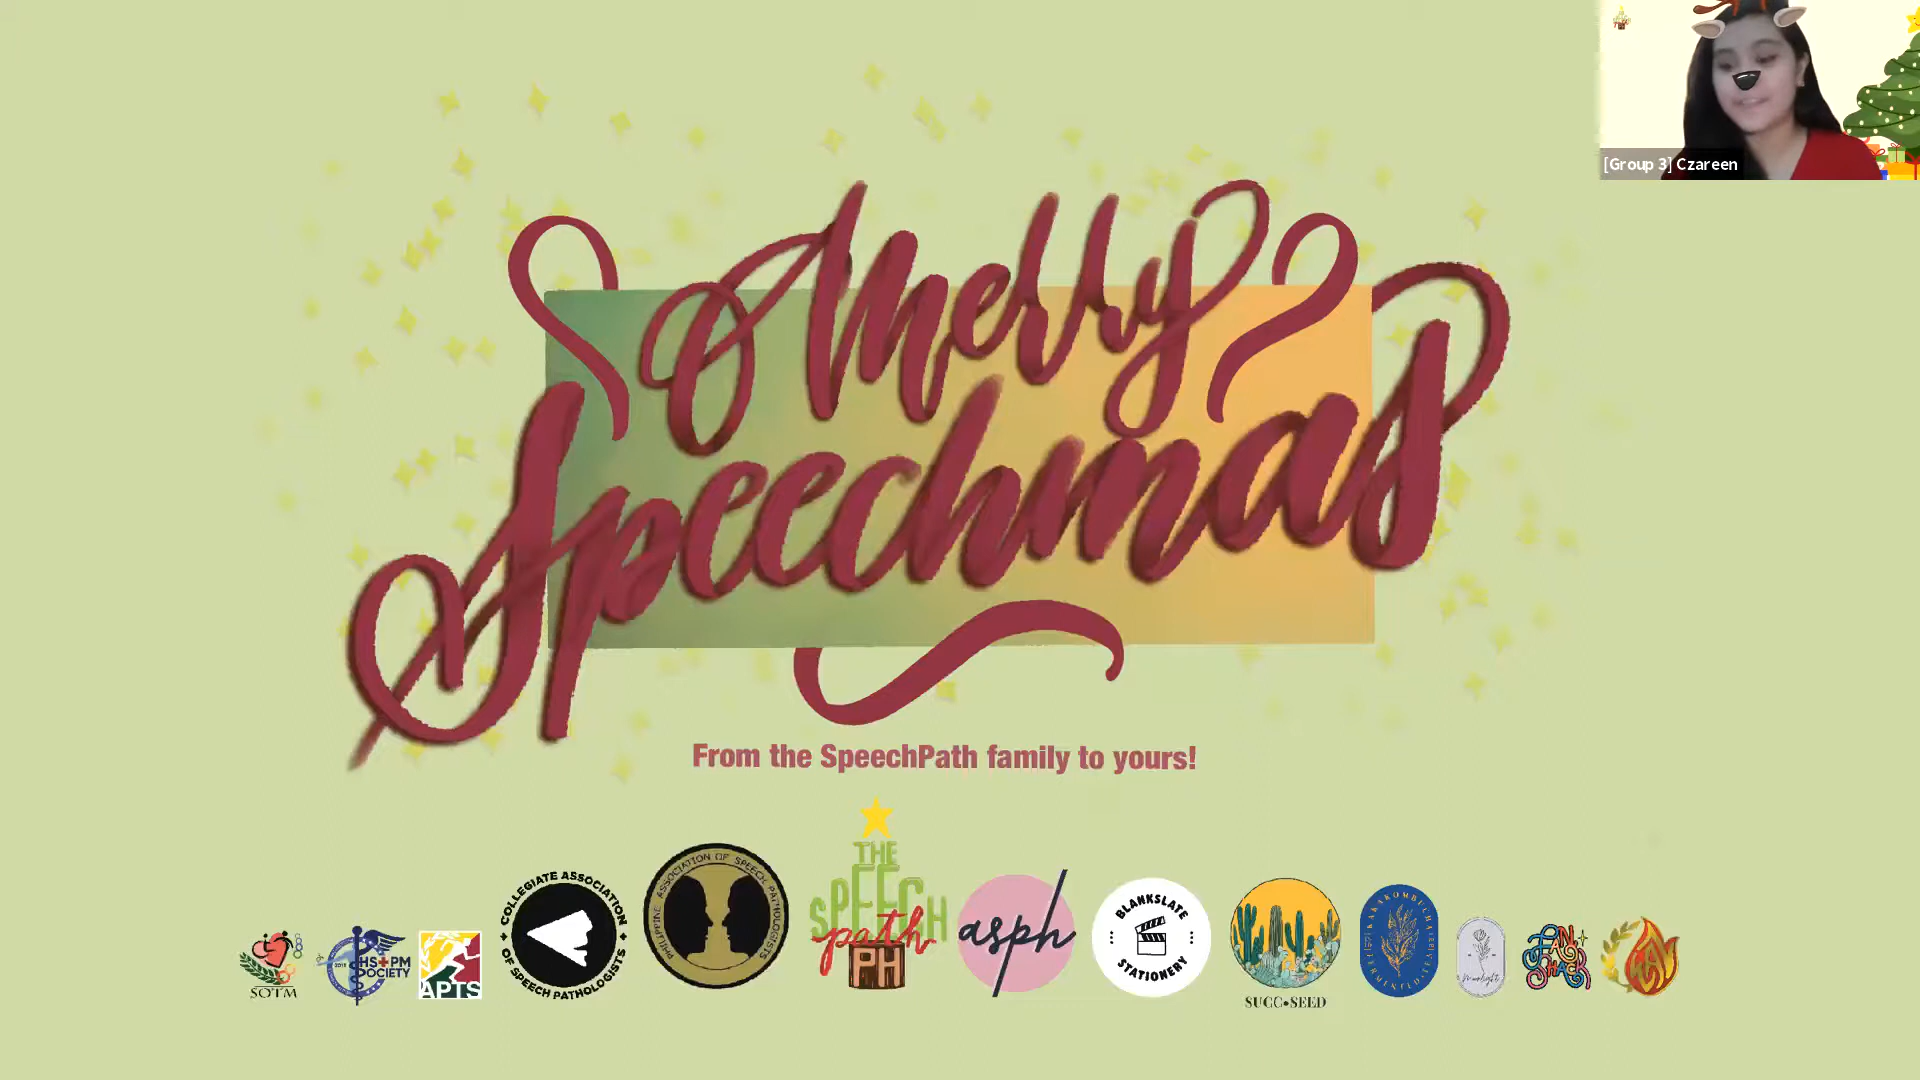 [Group 3] Czareen
Merry
Speechmas
From the SpeechPath family to yours!
SOTM
HS+PM
SOCIETY
APTS
COLLEGIATE ASSOCIATION
OF SPEECH PATHOLOGISTS
PHILIPPINE ASSOCIATION OF SPEECH PATHOLOGISTS
THE
SPEECH
path
PH
asph
BLANKSLATE
STATIONERY
SUCC•SEED